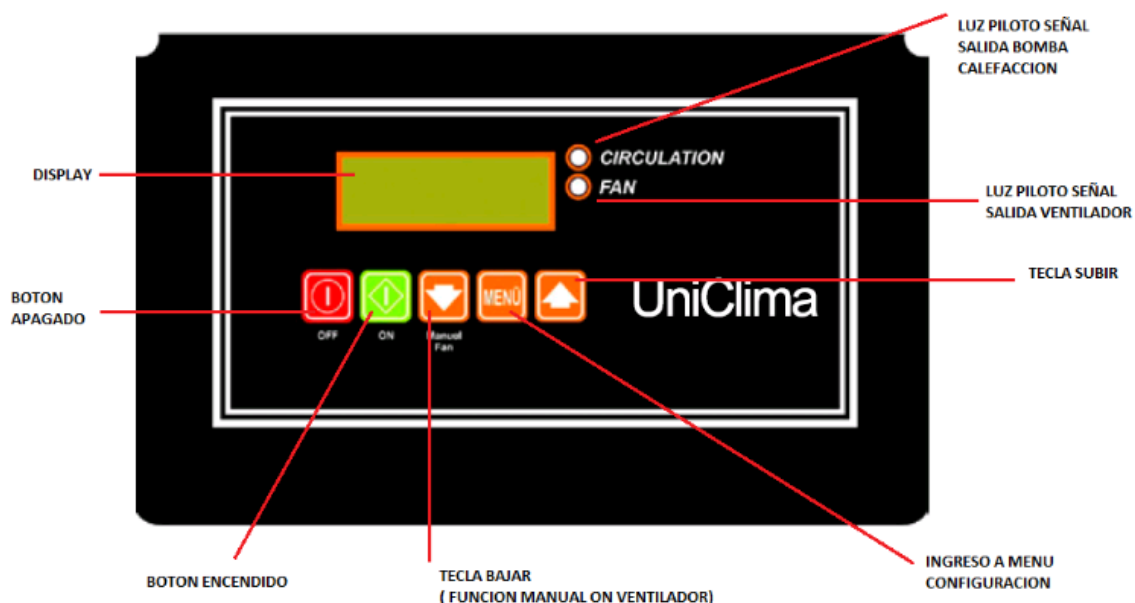 LUZ PILOTO SEÑAL
SALIDA BOMBA
CALEFACCION
CIRCULATION
DISPLAY
FAN
LUZ PILOTO SEÑAL
SALIDA VENTILADOR
TECLA SUBIR
BOTON
APAGADO
MENÚ
UniClima
OFF
ON
Manual
Fan
BOTON ENCENDIDO
TECLA BAJAR
( FUNCION MANUAL ON VENTILADOR)
INGRESO A MENU
CONFIGURACION